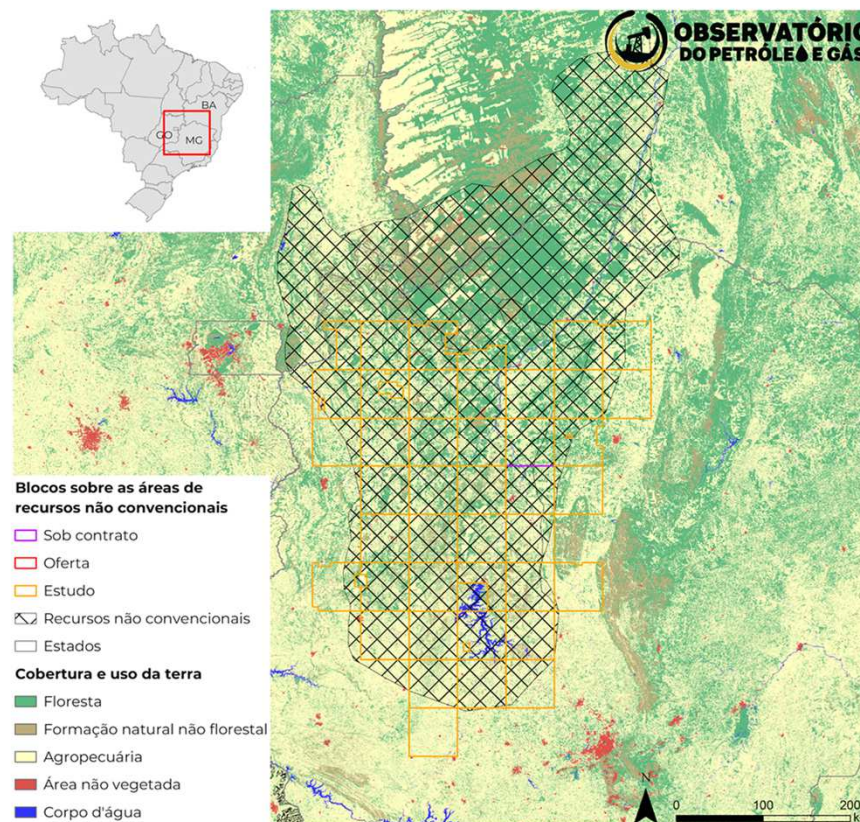 OBSERVATÓRIO
DO PETRÓLEO E GÁS
BA
GO
MG
Blocos sobre as áreas de
recursos não convencionais
Sob contrato
Oferta
Estudo
Recursos não convencionais
Estados
Cobertura e uso da terra
Floresta
Formação natural não florestal
Agropecuária
Área não vegetada
Corpo d'água
N
0 100 200
k